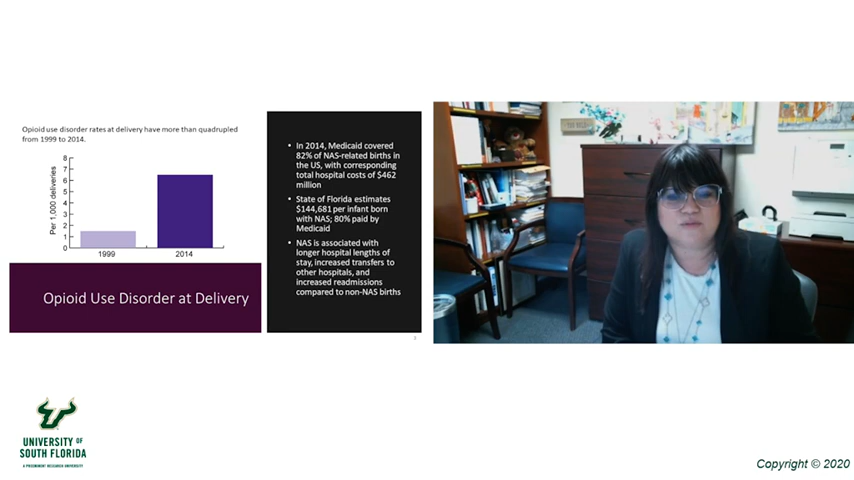 Opioid use disorder rates at delivery have more than quadrupled
from 1999 to 2014.
Per 1,000 deliveries
8
7
6
5
4
3
2
1
0
1999
2014
Opioid Use Disorder at Delivery
• In 2014, Medicaid covered
82% of NAS-related births in
the US, with corresponding
total hospital costs of $462
million
• State of Florida estimates
$144,681 per infant born
with NAS; 80% paid by
Medicaid
• NAS is associated with
longer hospital lengths of
stay, increased transfers to
other hospitals, and
increased readmissions
compared to non-NAS births
UNIVERSITY OF
SOUTH FLORIDA
A PREEMINENT RESEARCH UNIVERSITY
Copyright © 2020